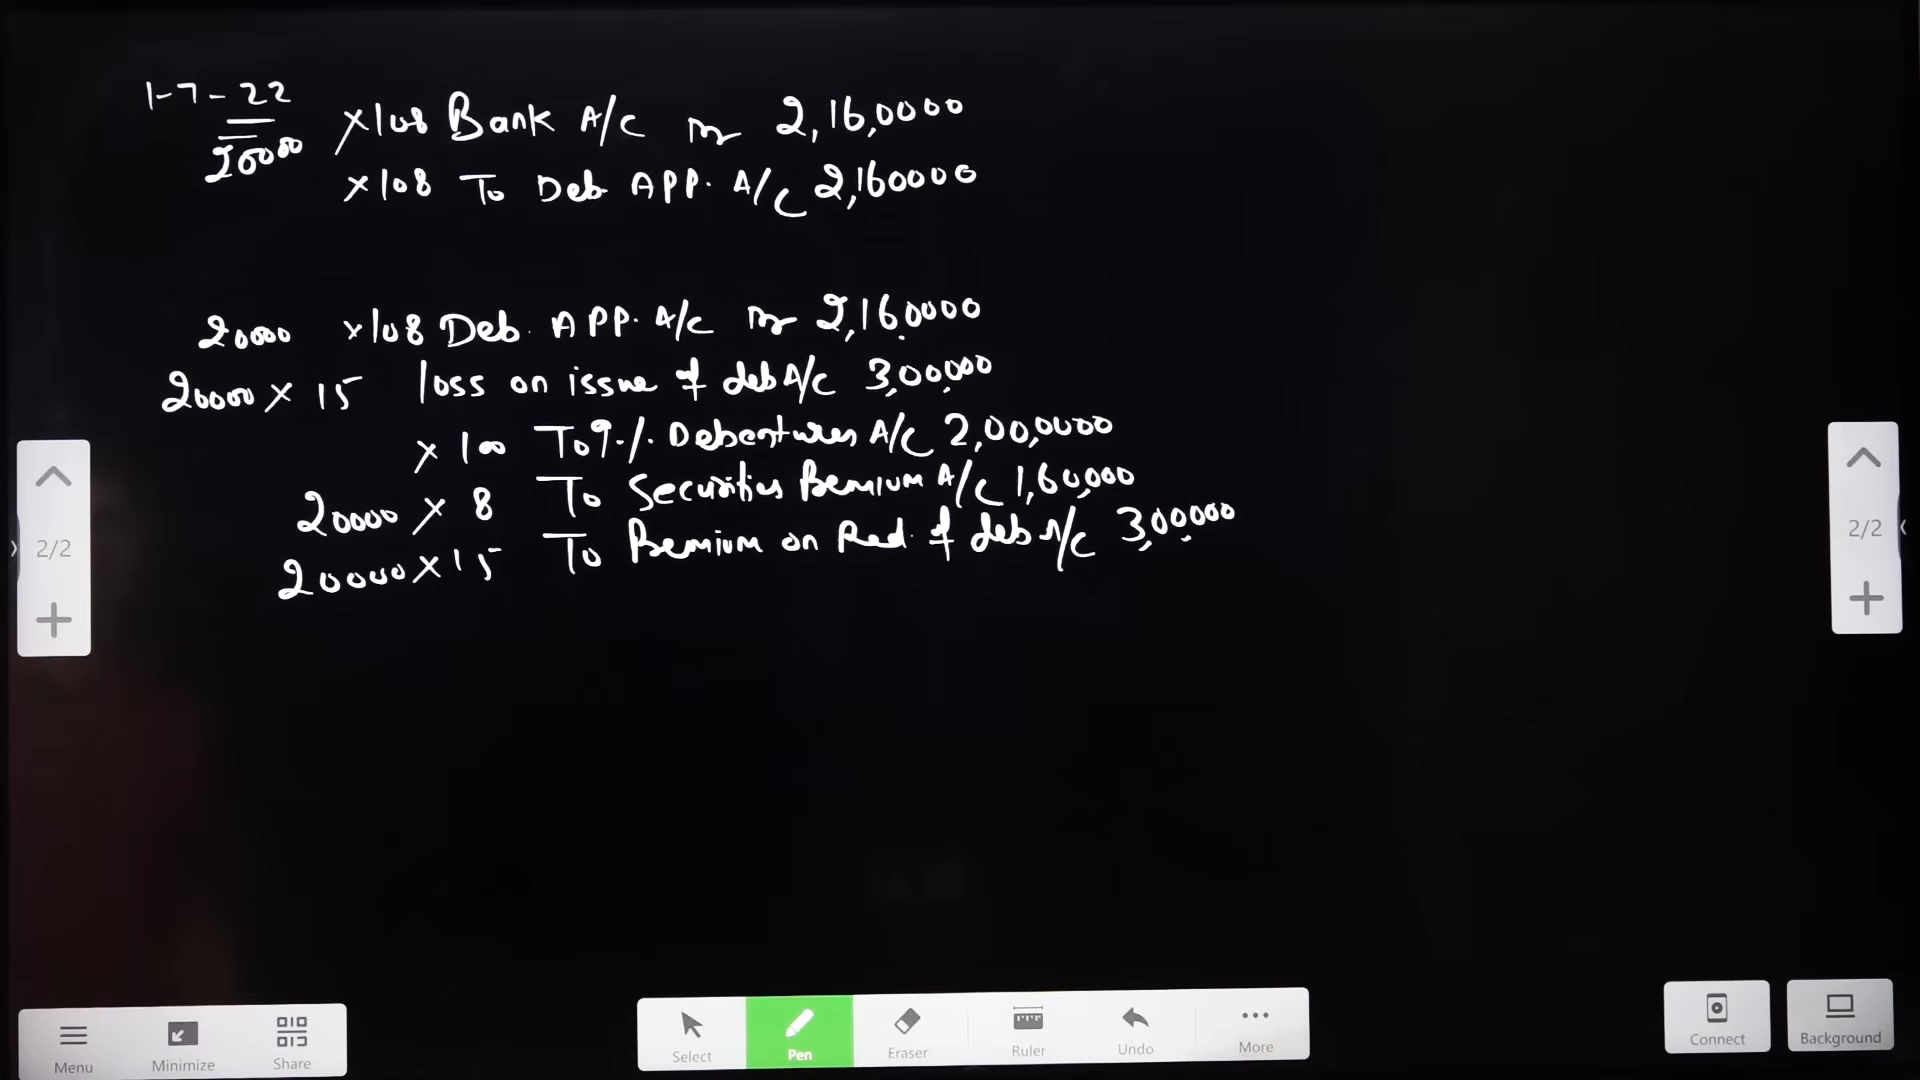 1-7-22
20000 ×108 Bank A/C Dr 2,16,0000
×108 To Deb APP. A/C 2,160000
20000 ×108 Deb. APP. A/C Dr 2,160000
20000 × 15 loss on issue of deb A/C 3,00,000
× 100 To 9-/. Debentures A/C 2,00,0000
20000 × 8 To Securities Premium A/C 1,60,000
20000 × 15 To Premium on Red. of deb A/C 3,00,000
2/2
2/2
Menu
Minimize
Share
Select
Pen
Eraser
Ruler
Undo
More
Connect
Background